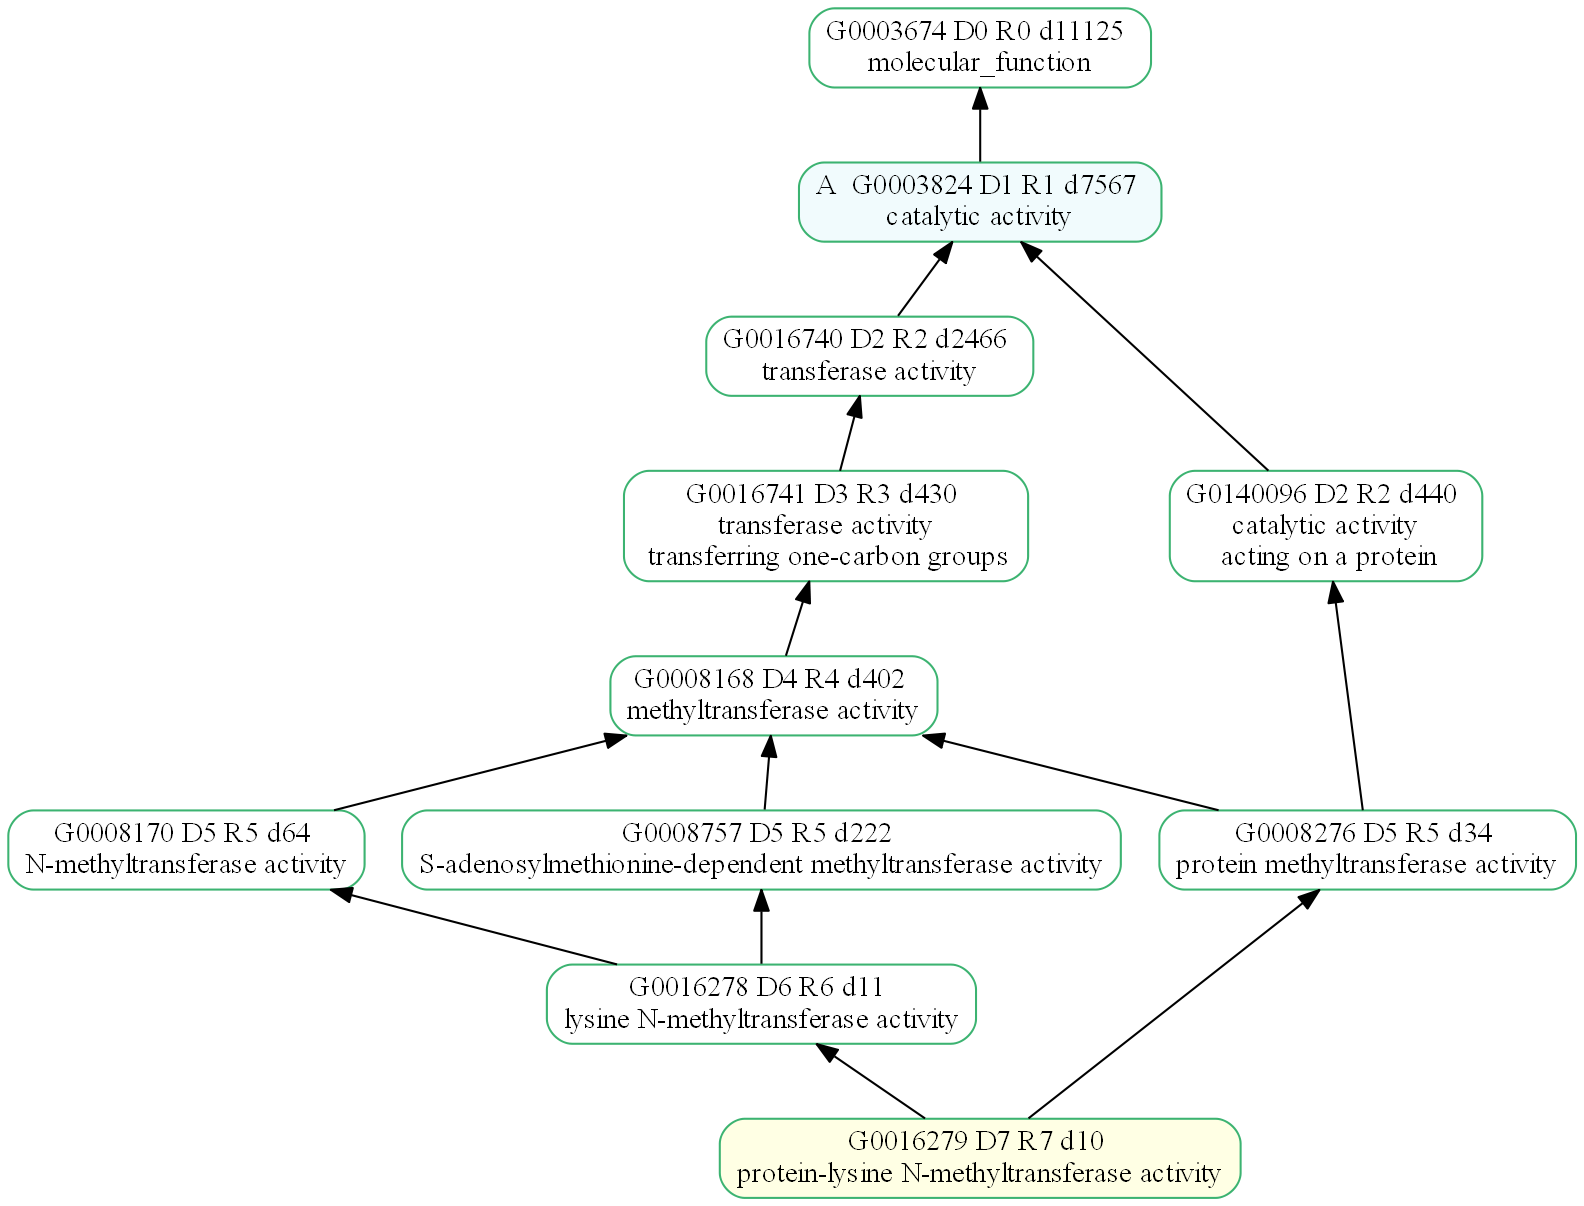 G0003674 D0 R0 d11125
molecular_function
A G0003824 D1 R1 d7567
catalytic activity
G0016740 D2 R2 d2466
transferase activity
G0016741 D3 R3 d430
transferase activity
transferring one-carbon groups
G0140096 D2 R2 d440
catalytic activity
acting on a protein
G0008168 D4 R4 d402
methyltransferase activity
G0008170 D5 R5 d64
N-methyltransferase activity
G0008757 D5 R5 d222
S-adenosylmethionine-dependent methyltransferase activity
G0008276 D5 R5 d34
protein methyltransferase activity
G0016278 D6 R6 d11
lysine N-methyltransferase activity
G0016279 D7 R7 d10
protein-lysine N-methyltransferase activity